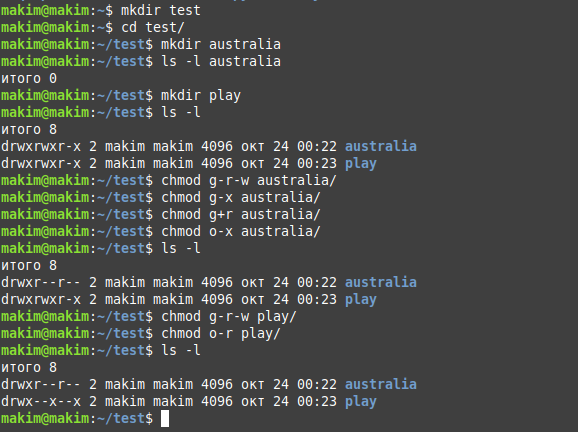 makim@makim:~$ mkdir test
makim@makim:~$ cd test/
makim@makim:~/test$ mkdir australia
makim@makim:~/test$ ls -l australia
итого 0
makim@makim:~/test$ mkdir play
makim@makim:~/test$ ls -l
итого 8
drwxrwxr-x 2 makim makim 4096 окт 24 00:22 australia
drwxrwxr-x 2 makim makim 4096 окт 24 00:23 play
makim@makim:~/test$ chmod g-r-w australia/
makim@makim:~/test$ chmod g-x australia/
makim@makim:~/test$ chmod g+r australia/
makim@makim:~/test$ chmod o-x australia/
makim@makim:~/test$ ls -l
итого 8
drwxr--r-- 2 makim makim 4096 окт 24 00:22 australia
drwxrwxr-x 2 makim makim 4096 окт 24 00:23 play
makim@makim:~/test$ chmod g-r-w play/
makim@makim:~/test$ chmod o-r play/
makim@makim:~/test$ ls -l
итого 8
drwxr--r-- 2 makim makim 4096 окт 24 00:22 australia
drwx--x--x 2 makim makim 4096 окт 24 00:23 play
makim@makim:~/test$